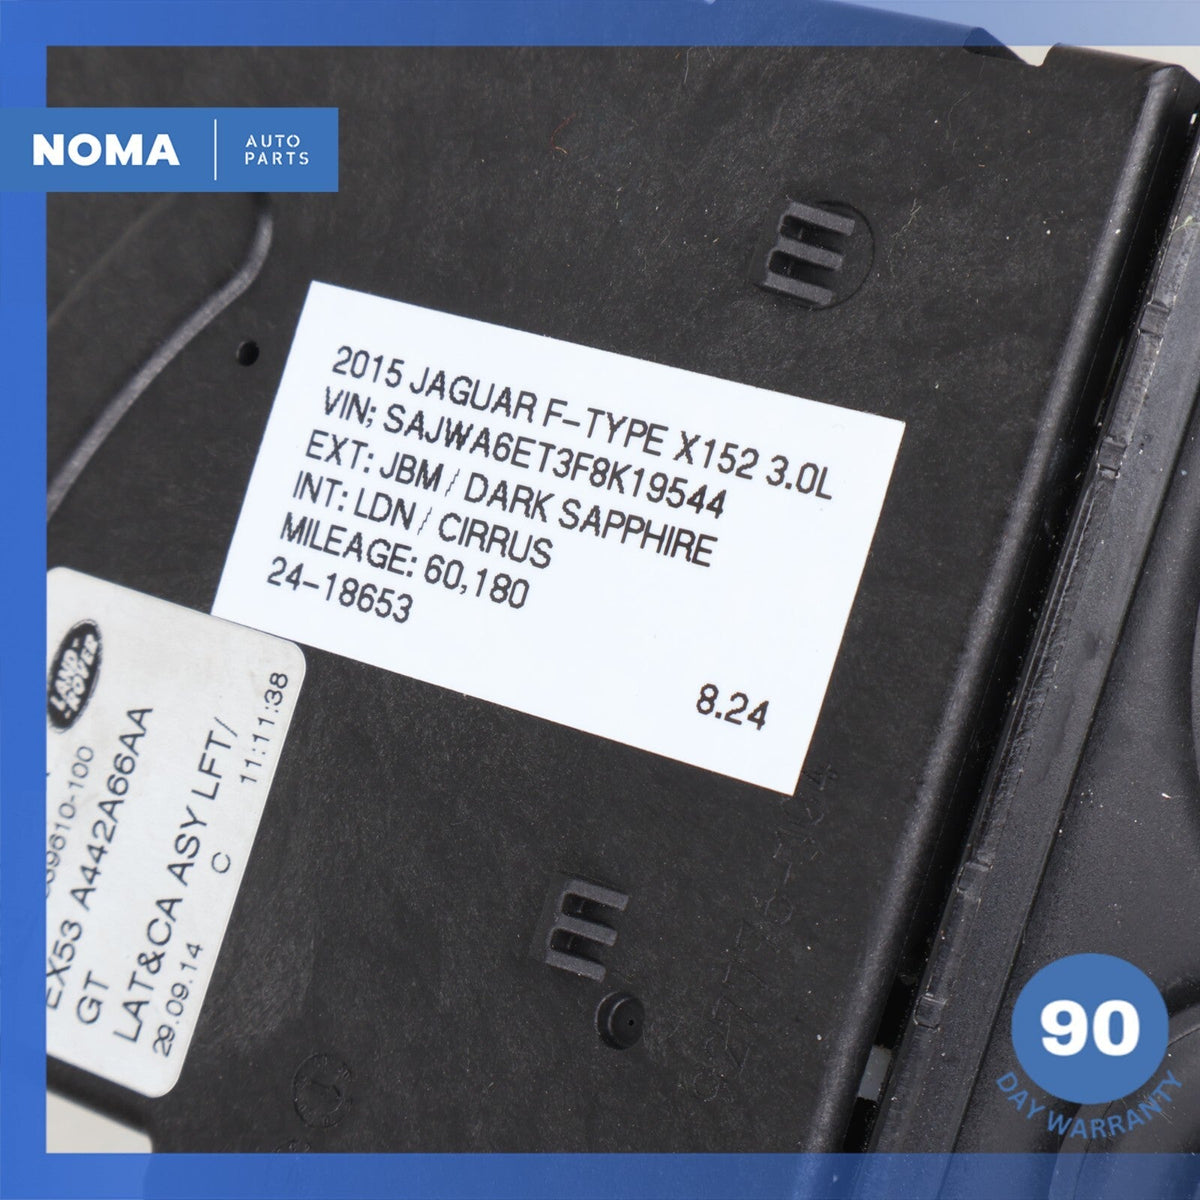 NOMA
AUTO
PARTS
2015 JAGUAR F-TYPE X152 3.0L
VIN; SAJWA6ET3F8K19544
EXT: JBM / DARK SAPPHIRE
INT: LDN / CIRRUS
MILEAGE: 60,180
24-18653
8.24
LAND
ROVER
11:11:38
EX53 A442A66AA
GT
LAT&CA ASY LFT/
C
29.09.14
90
DAY WARRANTY